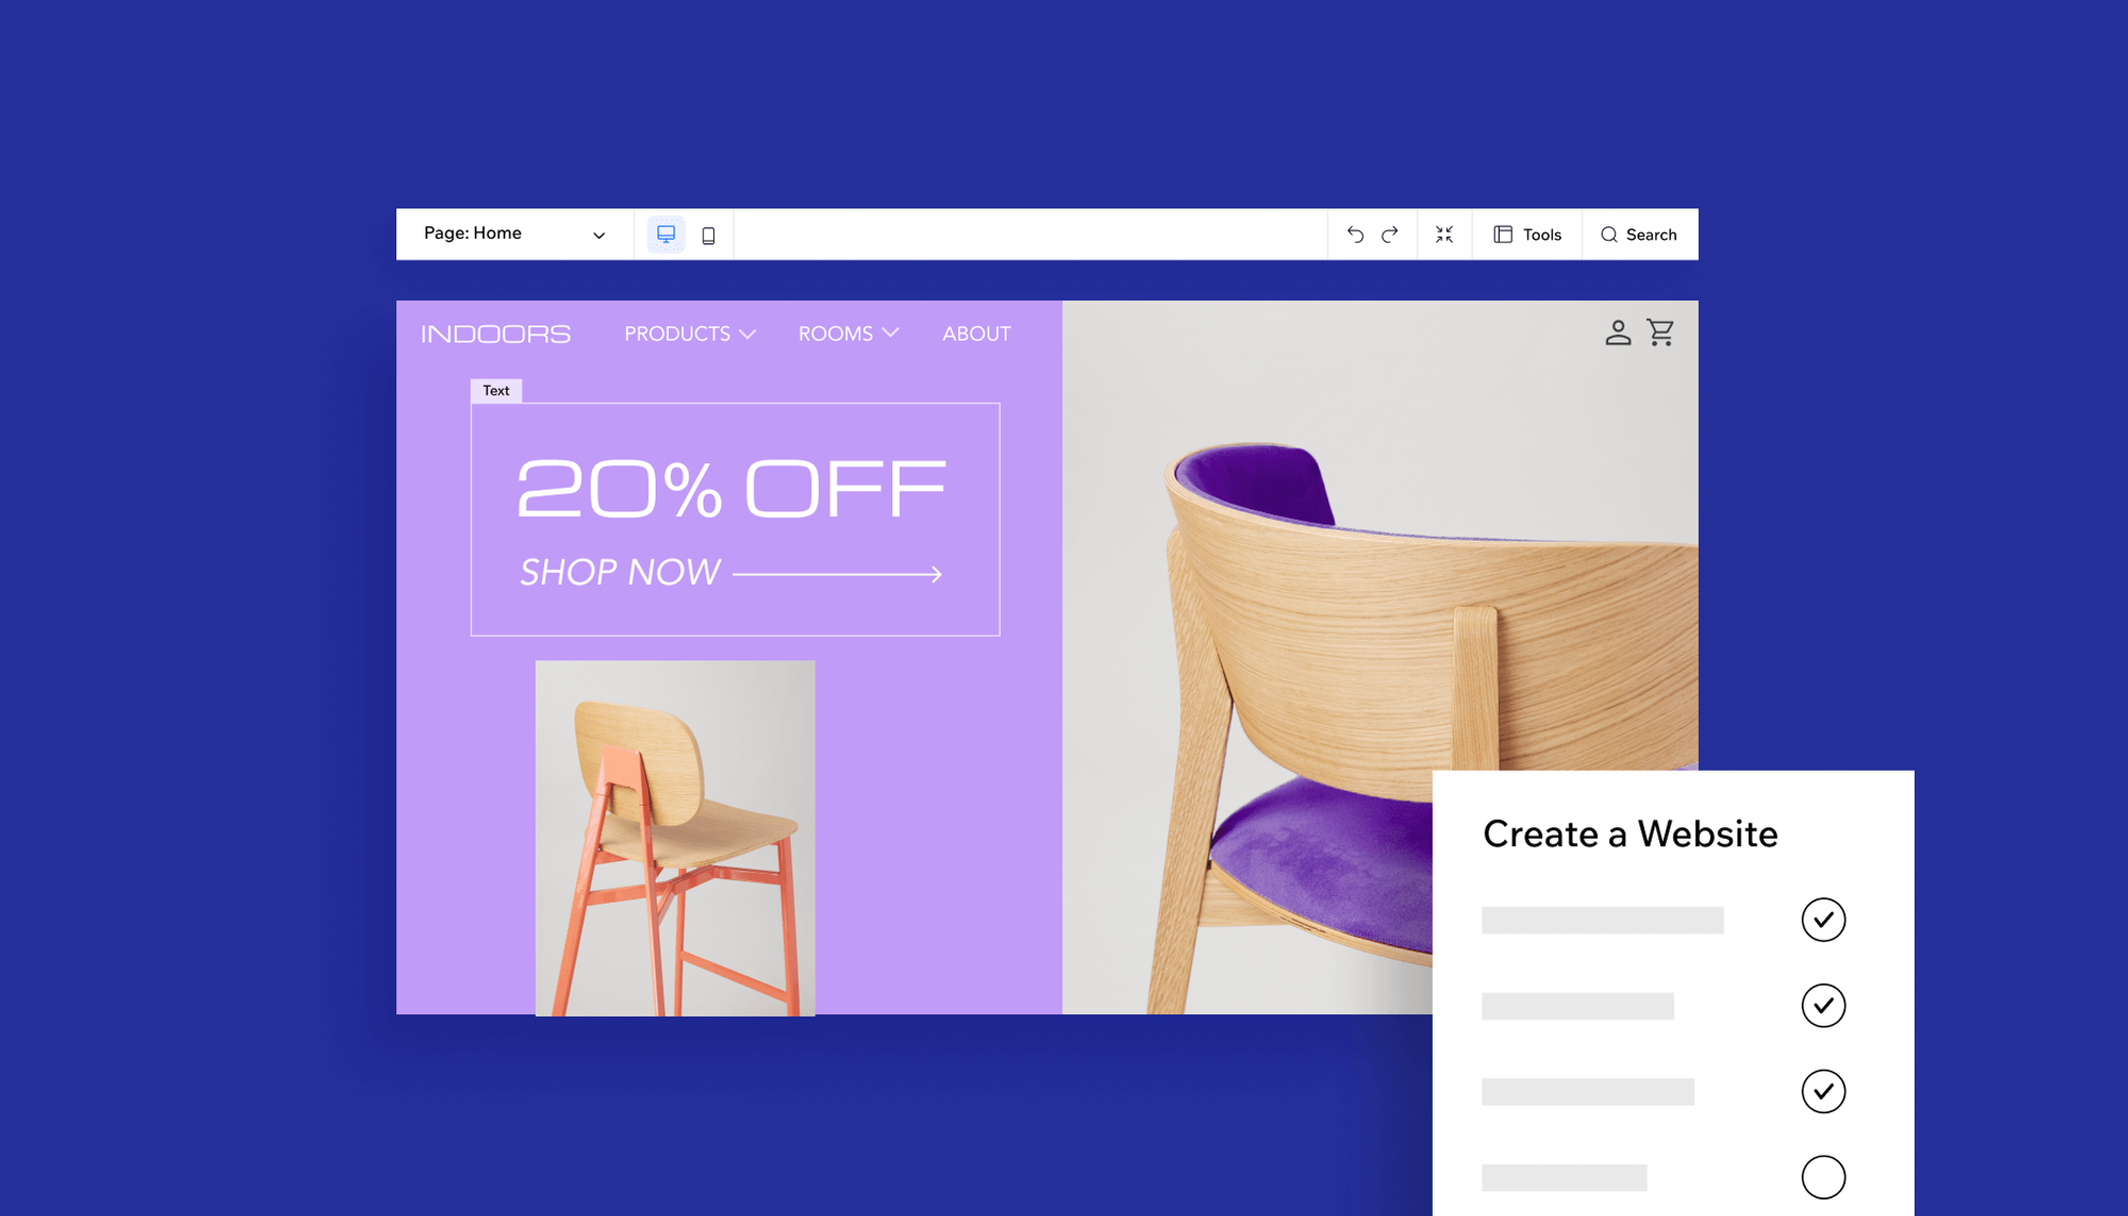 Page: Home
Tools
Search
INDOORS
PRODUCTS
ROOMS
ABOUT
Text
20% OFF
SHOP NOW
Create a Website